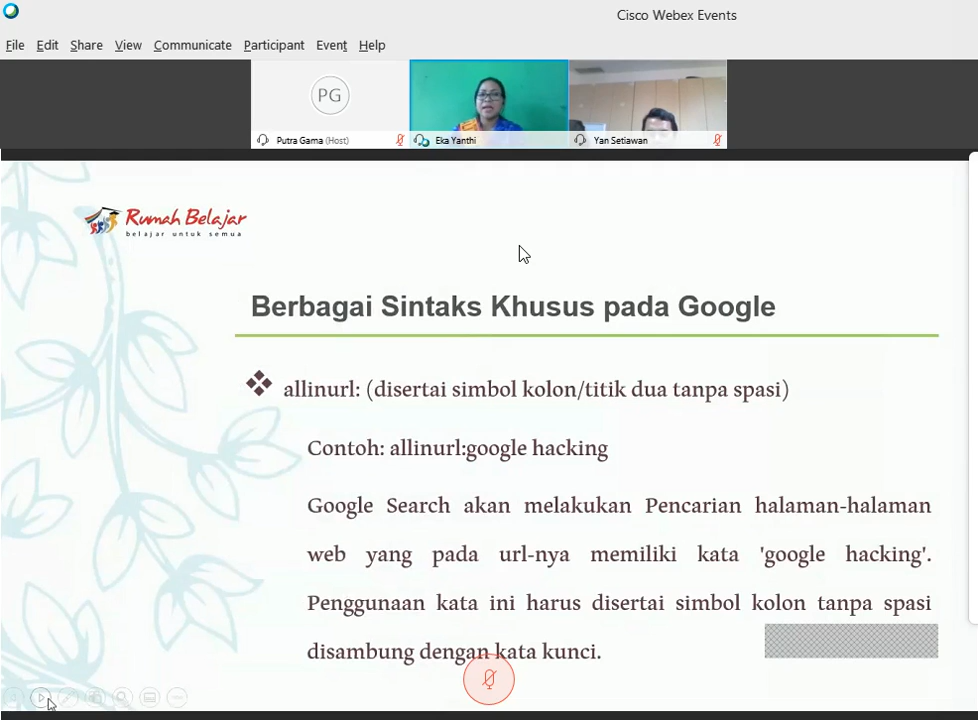 Cisco Webex Events
File Edit Share View Communicate Participant Event Help
PG
Putra Gama (Host)
Eka Yanthi
Yan Setiawan
Rumah Belajar
belajar untuk semua
Berbagai Sintaks Khusus pada Google
❖ allinurl: (disertai simbol kolon/titik dua tanpa spasi)
Contoh: allinurl:google hacking
Google Search akan melakukan Pencarian halaman-halaman
web yang pada url-nya memiliki kata 'google hacking'.
Penggunaan kata ini harus disertai simbol kolon tanpa spasi
disambung dengan kata kunci.